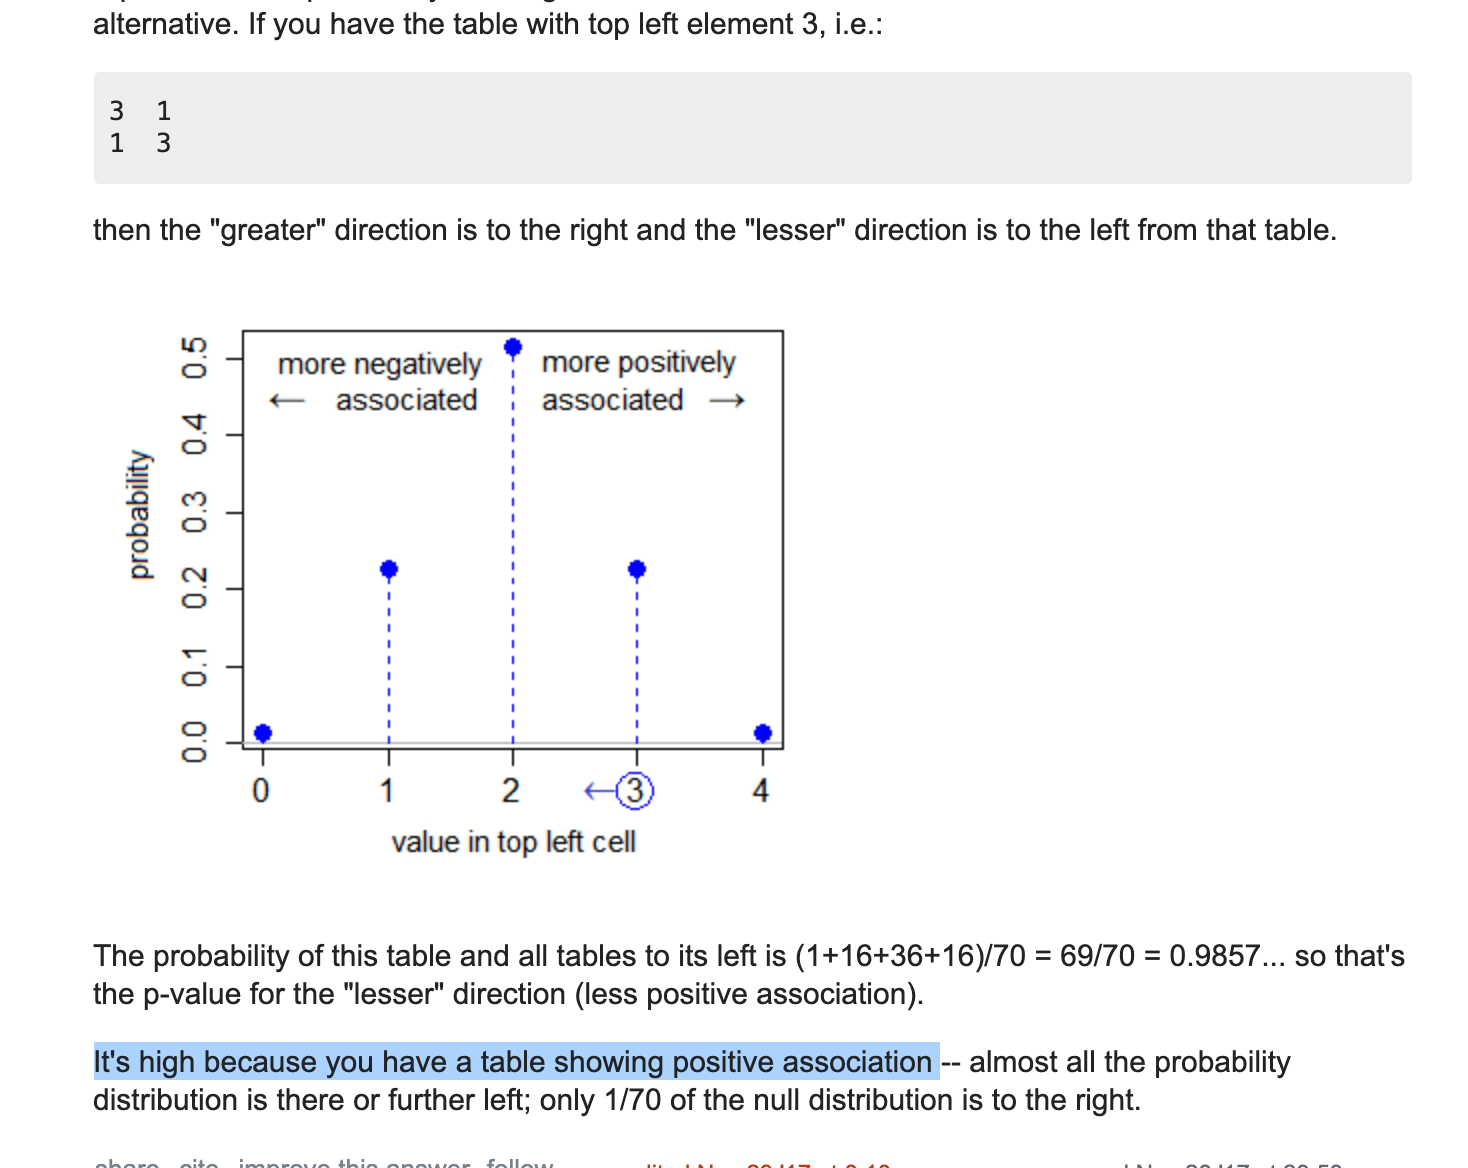 alternative. If you have the table with top left element 3, i.e.:
3 1
1 3
then the "greater" direction is to the right and the "lesser" direction is to the left from that table.
more negatively
← associated
more positively
associated →
probability
0.5
0.4
0.3
0.2
0.1
0.0
0 1 2 ←3 4
value in top left cell
The probability of this table and all tables to its left is (1+16+36+16)/70 = 69/70 = 0.9857... so that's
the p-value for the "lesser" direction (less positive association).
It's high because you have a table showing positive association -- almost all the probability
distribution is there or further left; only 1/70 of the null distribution is to the right.
share cite improve this answer follow